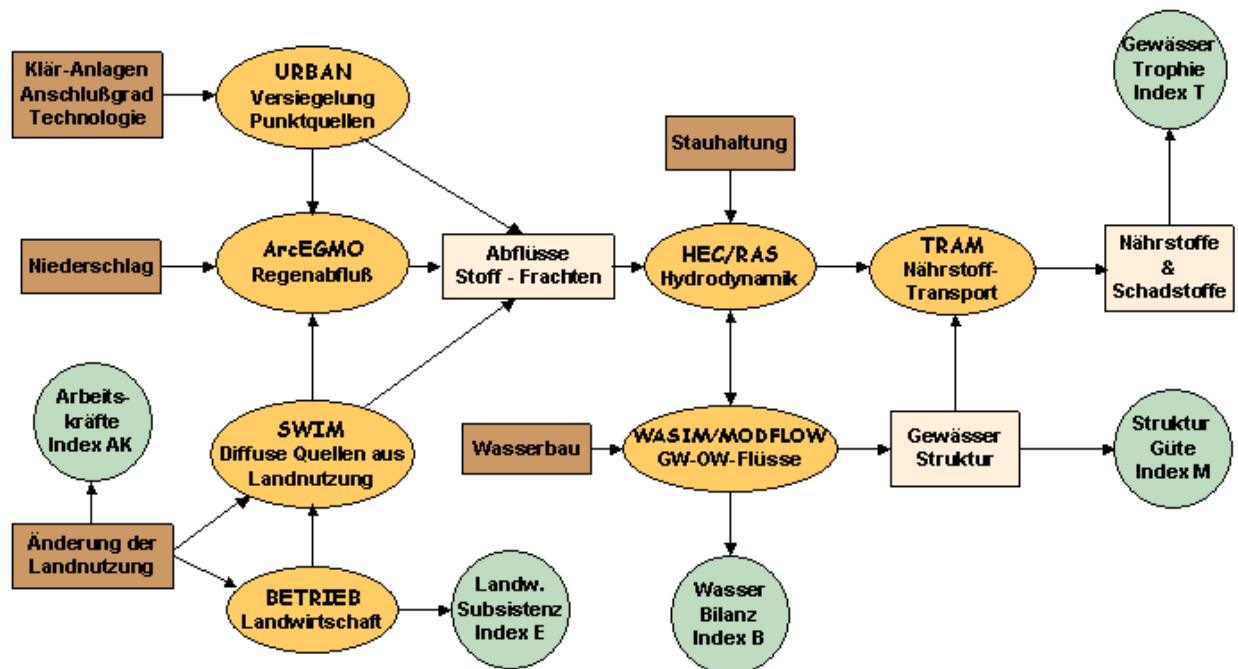 Klär-Anlagen
Anschlußgrad
Technologie
URBAN
Versiegelung
Punktquellen
Gewässer
Trophie
Index T
Stauhaltung
Niederschlag
ArcEGMO
Regenabfluß
Abflüsse
Stoff - Frachten
HEC/RAS
Hydrodynamik
TRAM
Nährstoff-
Transport
Nährstoffe
&
Schadstoffe
Arbeits-
kräfte
Index AK
SWIM
Diffuse Quellen aus
Landnutzung
Wasserbau
WASIM/MODFLOW
GW-OW-Flüsse
Gewässer
Struktur
Struktur
Güte
Index M
Änderung der
Landnutzung
BETRIEB
Landwirtschaft
Landw.
Subsistenz
Index E
Wasser
Bilanz
Index B